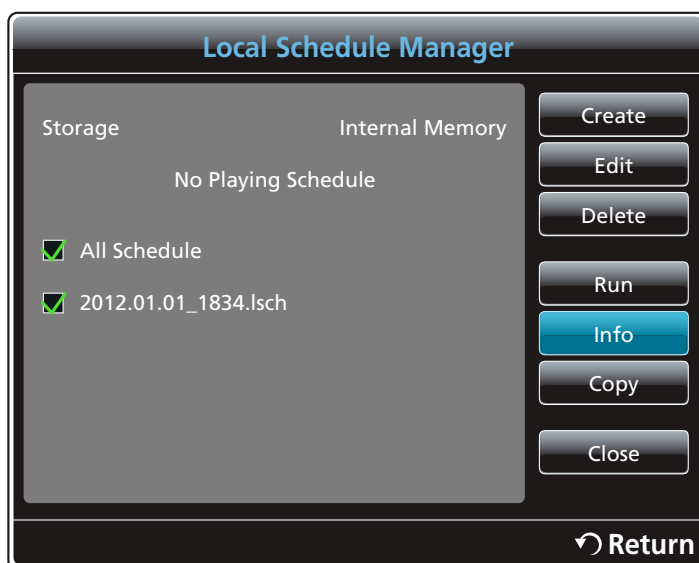 Local Schedule Manager
Storage Internal Memory
No Playing Schedule
All Schedule
2012.01.01_1834.lsch
Create
Edit
Delete
Run
Info
Copy
Close
Return